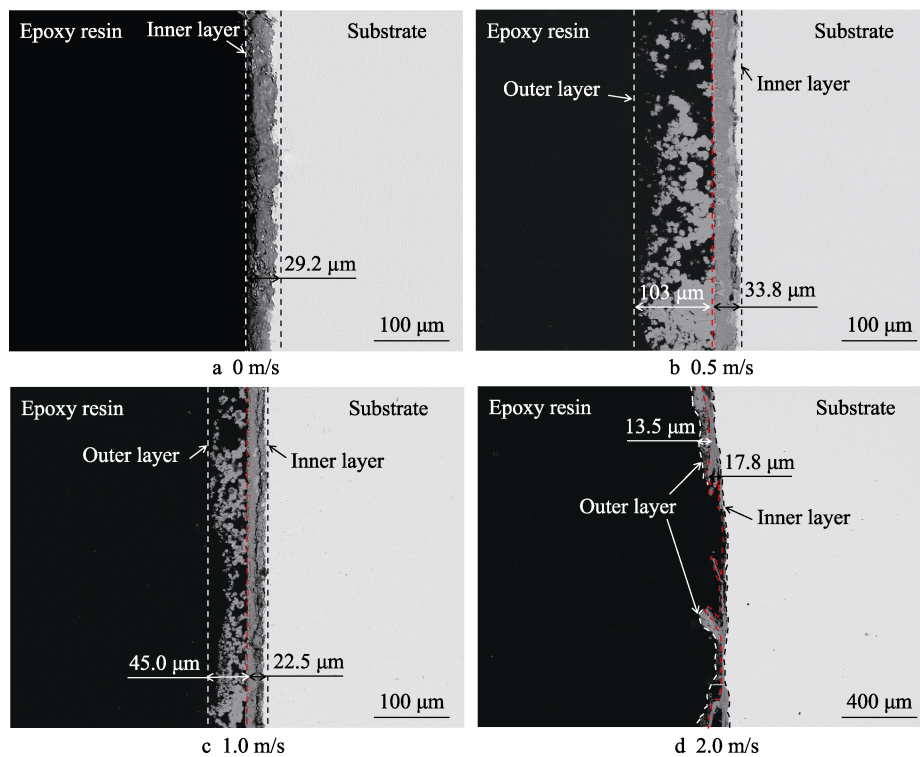 Epoxy resin Inner layer Substrate
29.2 μm
100 μm
a 0 m/s
Epoxy resin Substrate
Outer layer Inner layer
103 μm 33.8 μm
100 μm
b 0.5 m/s
Epoxy resin Substrate
Outer layer Inner layer
45.0 μm 22.5 μm
100 μm
c 1.0 m/s
Epoxy resin Substrate
13.5 μm
17.8 μm
Outer layer Inner layer
400 μm
d 2.0 m/s